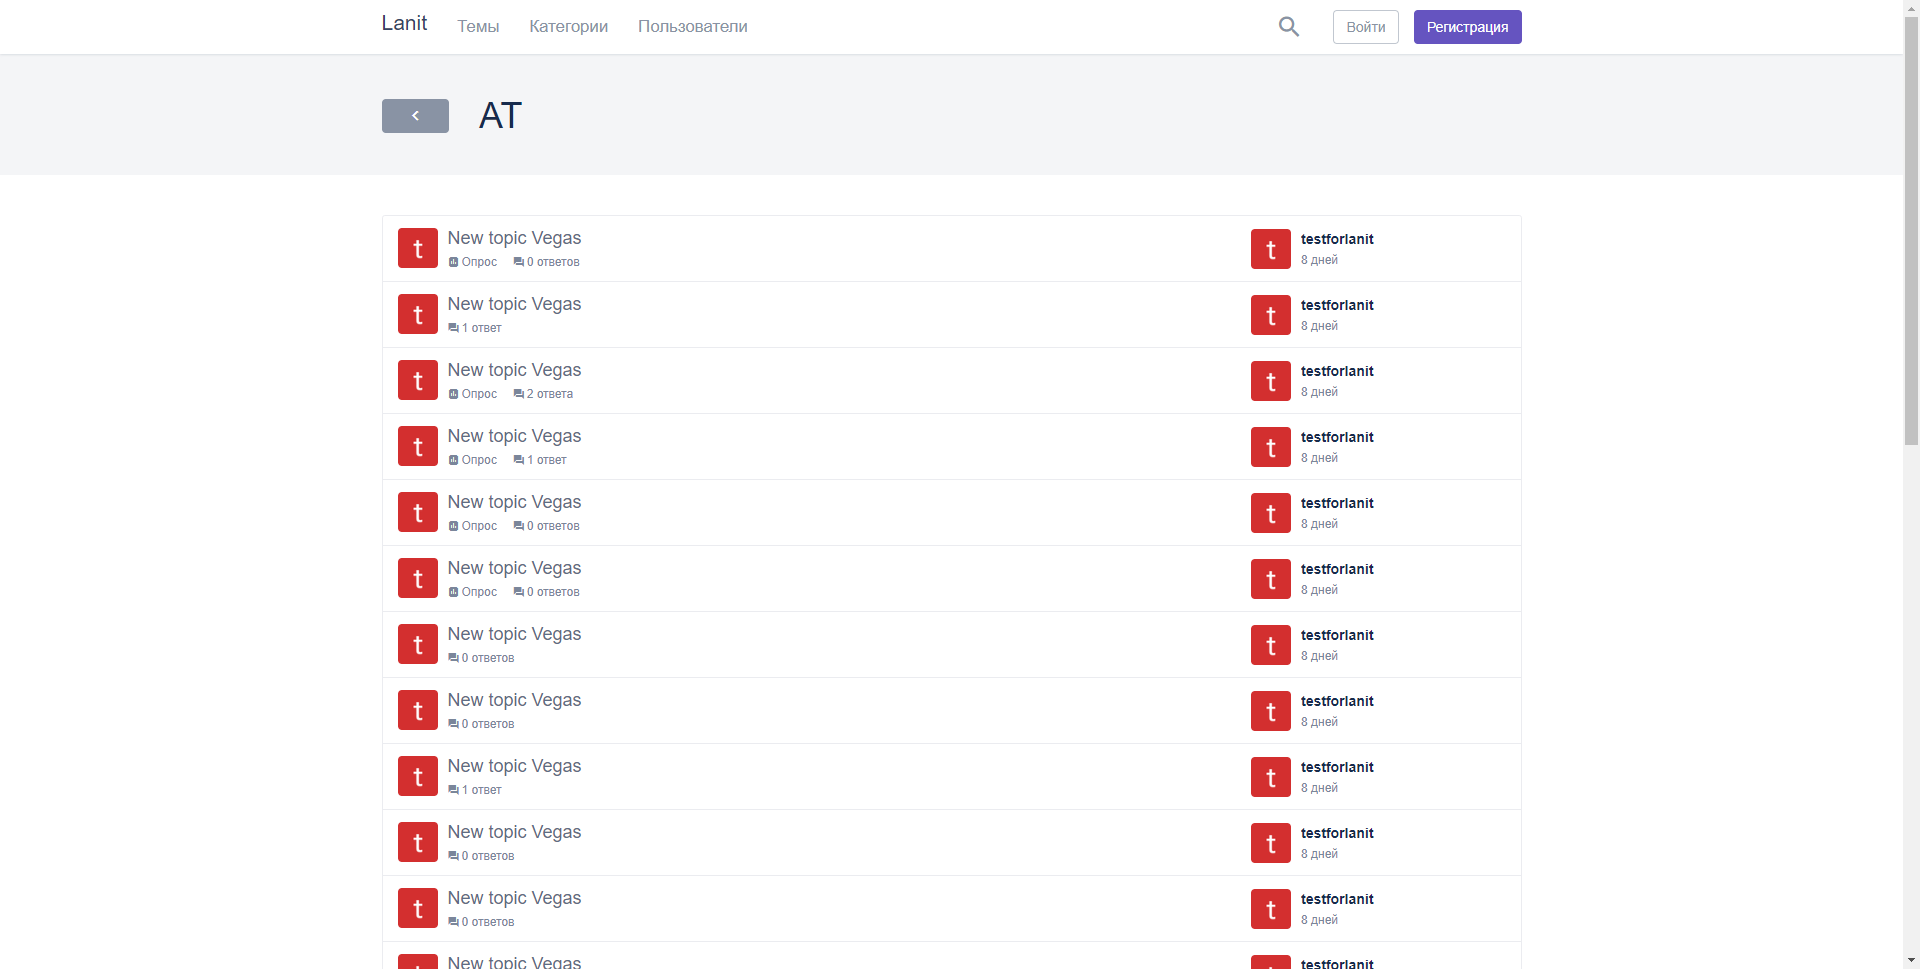 Lanit Темы Категории Пользователи Войти Регистрация
AT
t New topic Vegas t testforlanit
Опрос 0 ответов 8 дней
t New topic Vegas t testforlanit
1 ответ 8 дней
t New topic Vegas t testforlanit
Опрос 2 ответа 8 дней
t New topic Vegas t testforlanit
Опрос 1 ответ 8 дней
t New topic Vegas t testforlanit
Опрос 0 ответов 8 дней
t New topic Vegas t testforlanit
Опрос 0 ответов 8 дней
t New topic Vegas t testforlanit
0 ответов 8 дней
t New topic Vegas t testforlanit
0 ответов 8 дней
t New topic Vegas t testforlanit
1 ответ 8 дней
t New topic Vegas t testforlanit
0 ответов 8 дней
t New topic Vegas t testforlanit
0 ответов 8 дней
New topic Vegas testforlanit